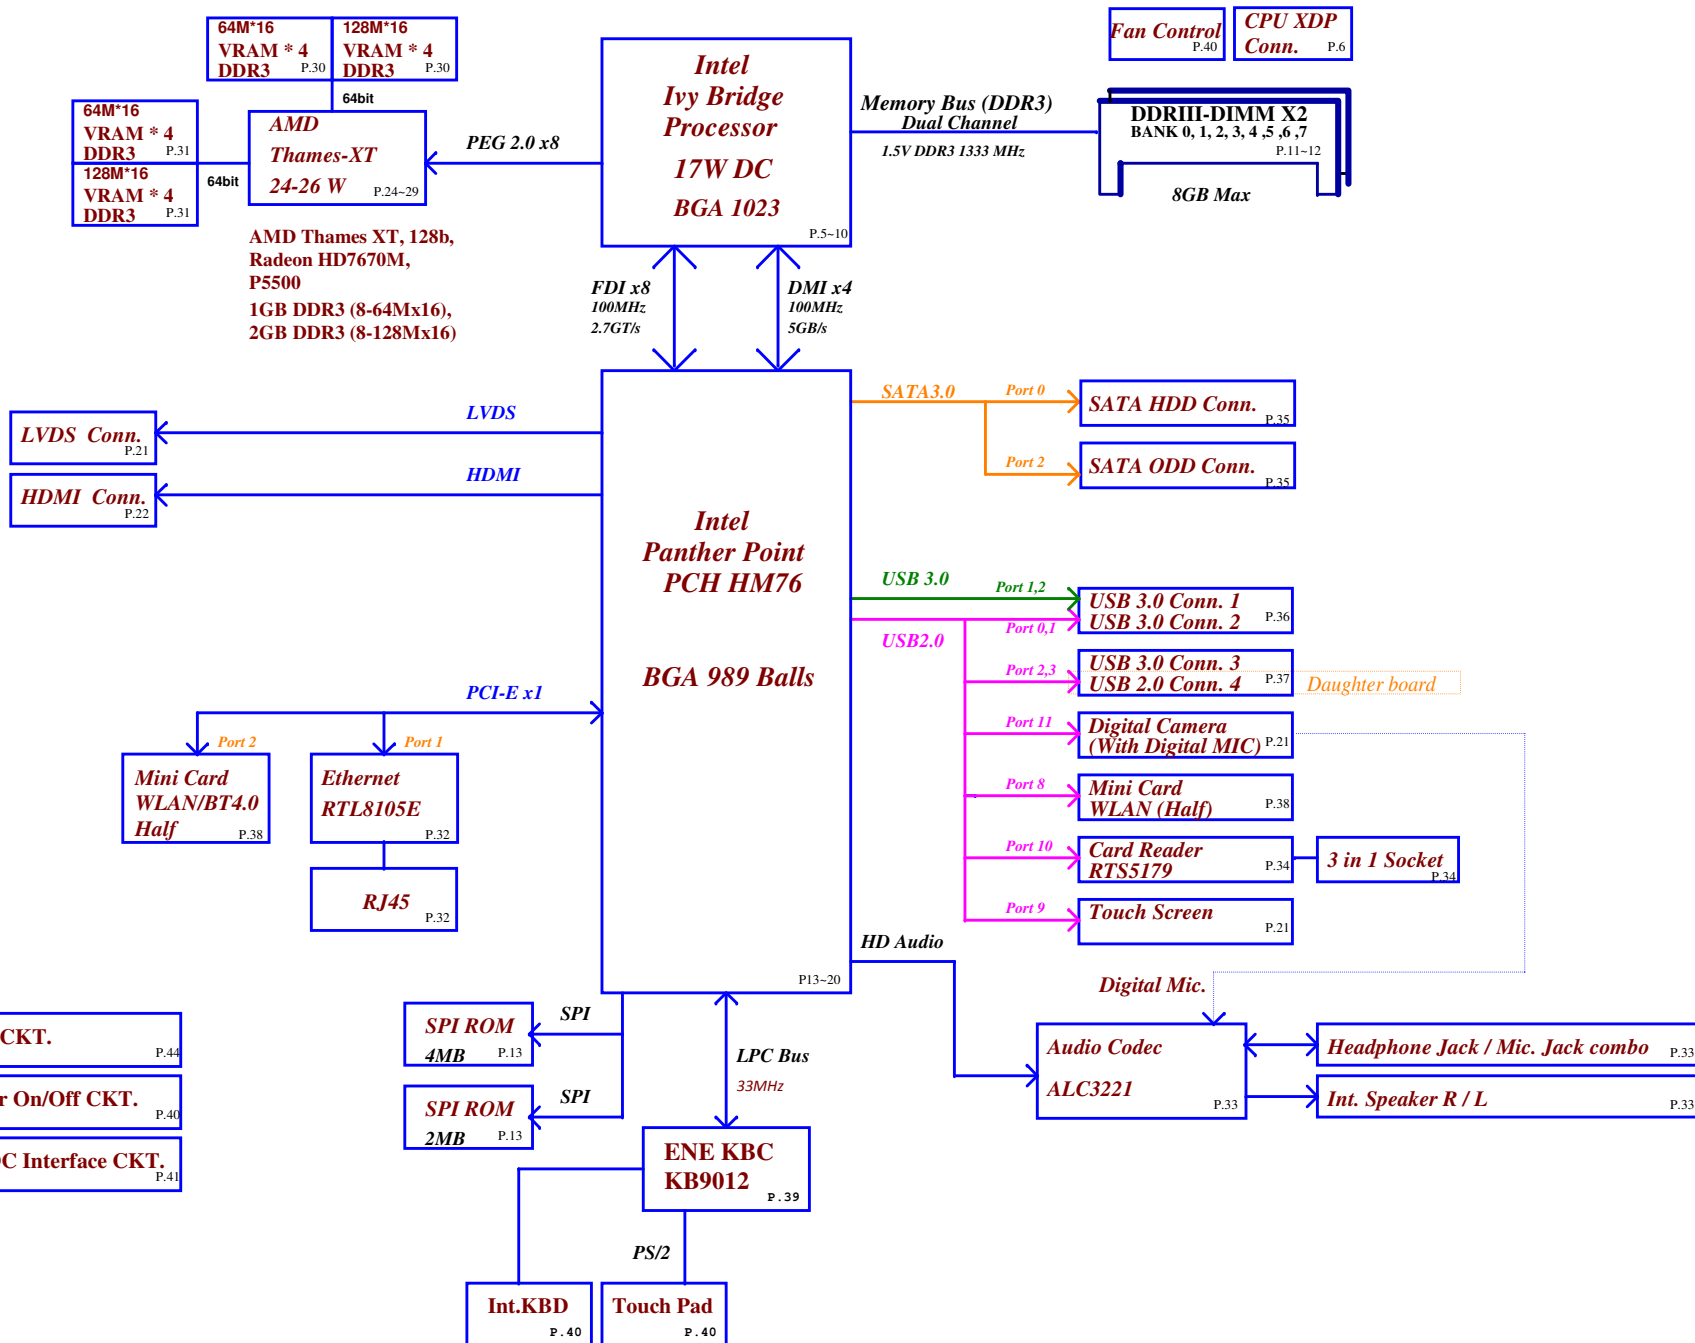 64M*16
VRAM * 4
DDR3 P.30
128M*16
VRAM * 4
DDR3 P.30
64bit
64M*16
VRAM * 4
DDR3 P.31
128M*16
VRAM * 4
DDR3 P.31
64bit
AMD
Thames-XT
24-26 W P.24~29
AMD Thames XT, 128b,
Radeon HD7670M,
P5500
1GB DDR3 (8-64Mx16),
2GB DDR3 (8-128Mx16)
PEG 2.0 x8
Intel
Ivy Bridge
Processor
17W DC
BGA 1023
P.5~10
Memory Bus (DDR3)
Dual Channel
1.5V DDR3 1333 MHz
Fan Control
P.40
CPU XDP
Conn. P.6
DDRIII-DIMM X2
BANK 0, 1, 2, 3, 4 ,5 ,6 ,7
P.11~12
8GB Max
FDI x8
100MHz
2.7GT/s
DMI x4
100MHz
5GB/s
LVDS
LVDS Conn.
P.21
HDMI
HDMI Conn.
P.22
Intel
Panther Point
PCH HM76
BGA 989 Balls
P13~20
SATA3.0
Port 0
SATA HDD Conn.
P.35
Port 2
SATA ODD Conn.
P.35
USB 3.0
Port 1,2
USB 3.0 Conn. 1
USB 3.0 Conn. 2
P.36
USB2.0
Port 0,1
Port 2,3
USB 3.0 Conn. 3
USB 2.0 Conn. 4
P.37
Daughter board
Port 11
Digital Camera
(With Digital MIC) P.21
Port 8
Mini Card
WLAN (Half)
P.38
Port 10
Card Reader
RTS5179
P.34
3 in 1 Socket
P.34
Port 9
Touch Screen
P.21
PCI-E x1
Port 2
Mini Card
WLAN/BT4.0
Half P.38
Port 1
Ethernet
RTL8105E
P.32
RJ45
P.32
HD Audio
Digital Mic.
Audio Codec
ALC3221
P.33
Headphone Jack / Mic. Jack combo P.33
Int. Speaker R / L P.33
SPI
SPI ROM
4MB P.13
SPI
SPI ROM
2MB P.13
LPC Bus
33MHz
ENE KBC
KB9012
P.39
PS/2
Int.KBD
P.40
Touch Pad
P.40
CKT.
P.44
r On/Off CKT.
P.40
C Interface CKT.
P.41